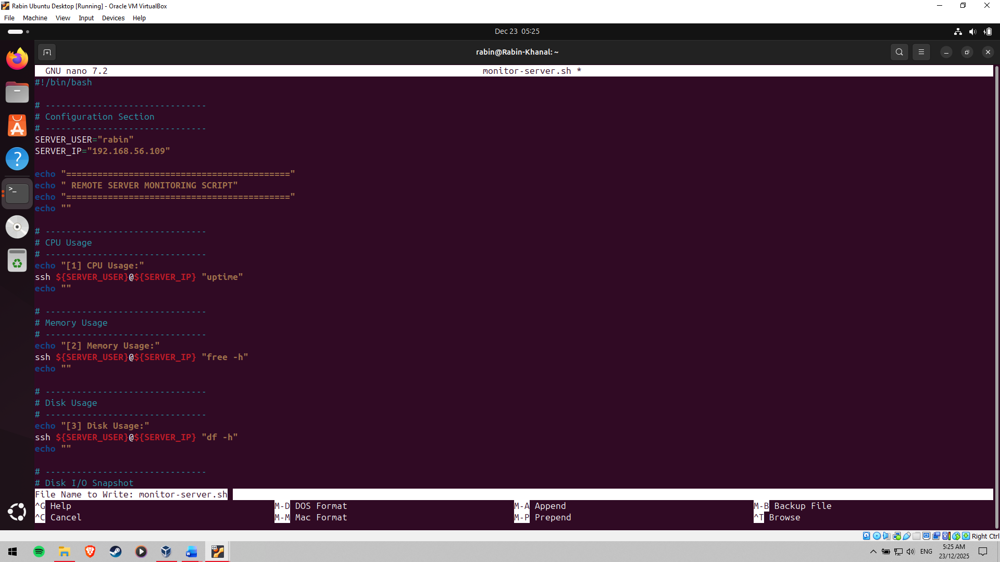 Rabin Ubuntu Desktop [Running] - Oracle VM VirtualBox
File Machine View Input Devices Help
Dec 23 05:25
rabin@Rabin-Khanal: ~
GNU nano 7.2 monitor-server.sh *
#!/bin/bash
# -------------------------------
# Configuration Section
# -------------------------------
SERVER_USER="rabin"
SERVER_IP="192.168.56.109"
echo "==========================================="
echo " REMOTE SERVER MONITORING SCRIPT"
echo "==========================================="
echo ""
# -------------------------------
# CPU Usage
# -------------------------------
echo "[1] CPU Usage:"
ssh ${SERVER_USER}@${SERVER_IP} "uptime"
echo ""
# -------------------------------
# Memory Usage
# -------------------------------
echo "[2] Memory Usage:"
ssh ${SERVER_USER}@${SERVER_IP} "free -h"
echo ""
# -------------------------------
# Disk Usage
# -------------------------------
echo "[3] Disk Usage:"
ssh ${SERVER_USER}@${SERVER_IP} "df -h"
echo ""
# -------------------------------
# Disk I/O Snapshot
File Name to Write: monitor-server.sh
^G Help M-D DOS Format M-A Append M-B Backup File
^C Cancel M-M Mac Format M-P Prepend ^T Browse
Right Ctrl
ENG
5:25 AM
23/12/2025